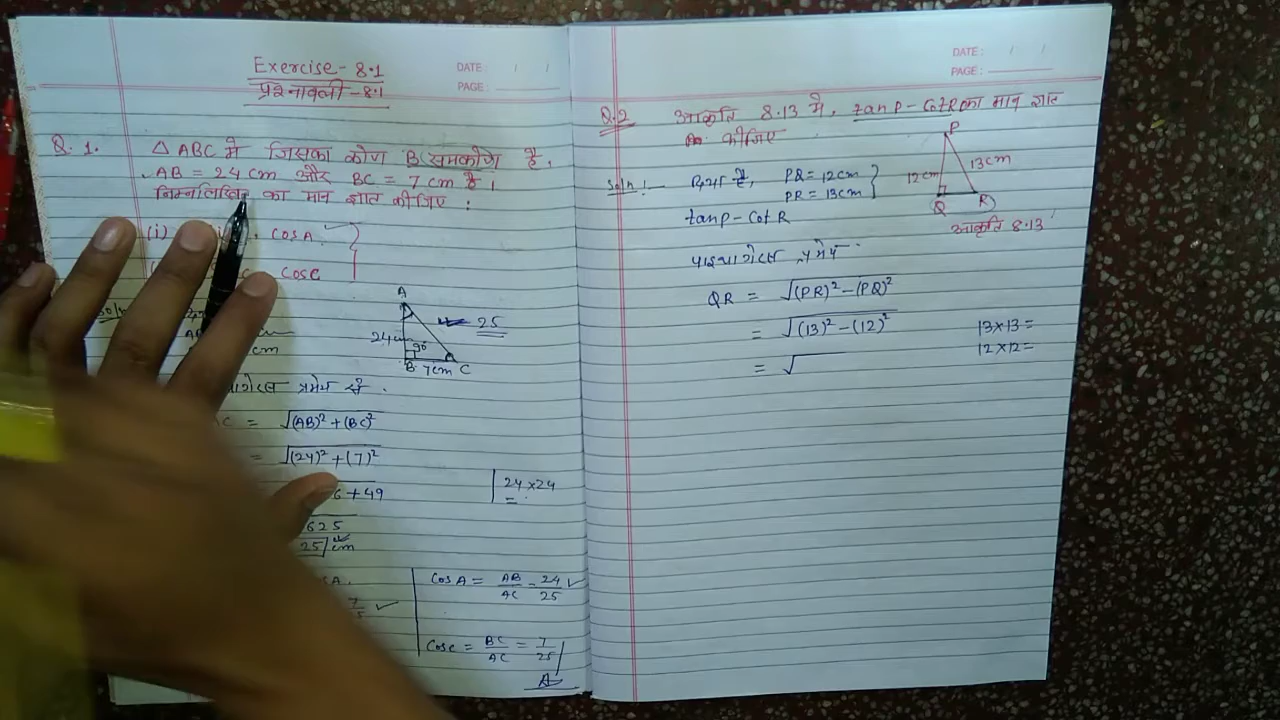 Exercise-8.1
प्रश्नावली-8.1
DATE: / /
PAGE:
Q. 1. △ ABC में जिसका कोण B समकोण है,
AB = 24 cm और BC = 7 cm है।
निम्नलिखित का मान ज्ञात कीजिए :
(i) , cos A
cos C
A
24cm
25
90
B 7cm C
प्रमेय से
= √(AB)² + (BC)²
= √(24)² + (7)²
6 + 49
625
25 cm
24 × 24
=
Cos A = AB/AC = 24/25
Cos C = BC/AC = 7/25
DATE: / /
PAGE:
Q.2 आकृति 8.13 में, tan P - Cot R का मान ज्ञात
कीजिए
P
12cm
13cm
Q R
आकृति 8.13
Soln :- दिया है, PQ = 12cm
PR = 13cm
tan P - Cot R
पाइथागोरस प्रमेय
QR = √(PR)² - (PQ)²
= √(13)² - (12)²
= √
13×13=
12×12=